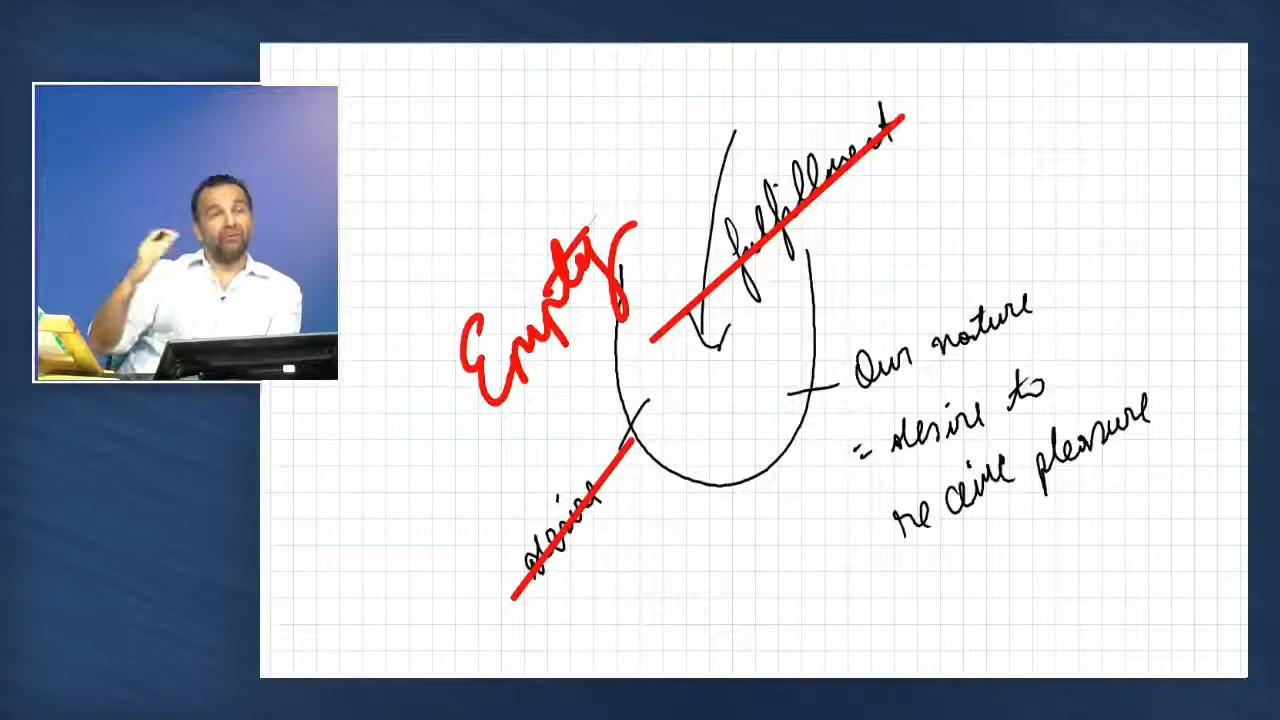 fulfillment
Empty
Our nature
= desire to
receive pleasure
desire